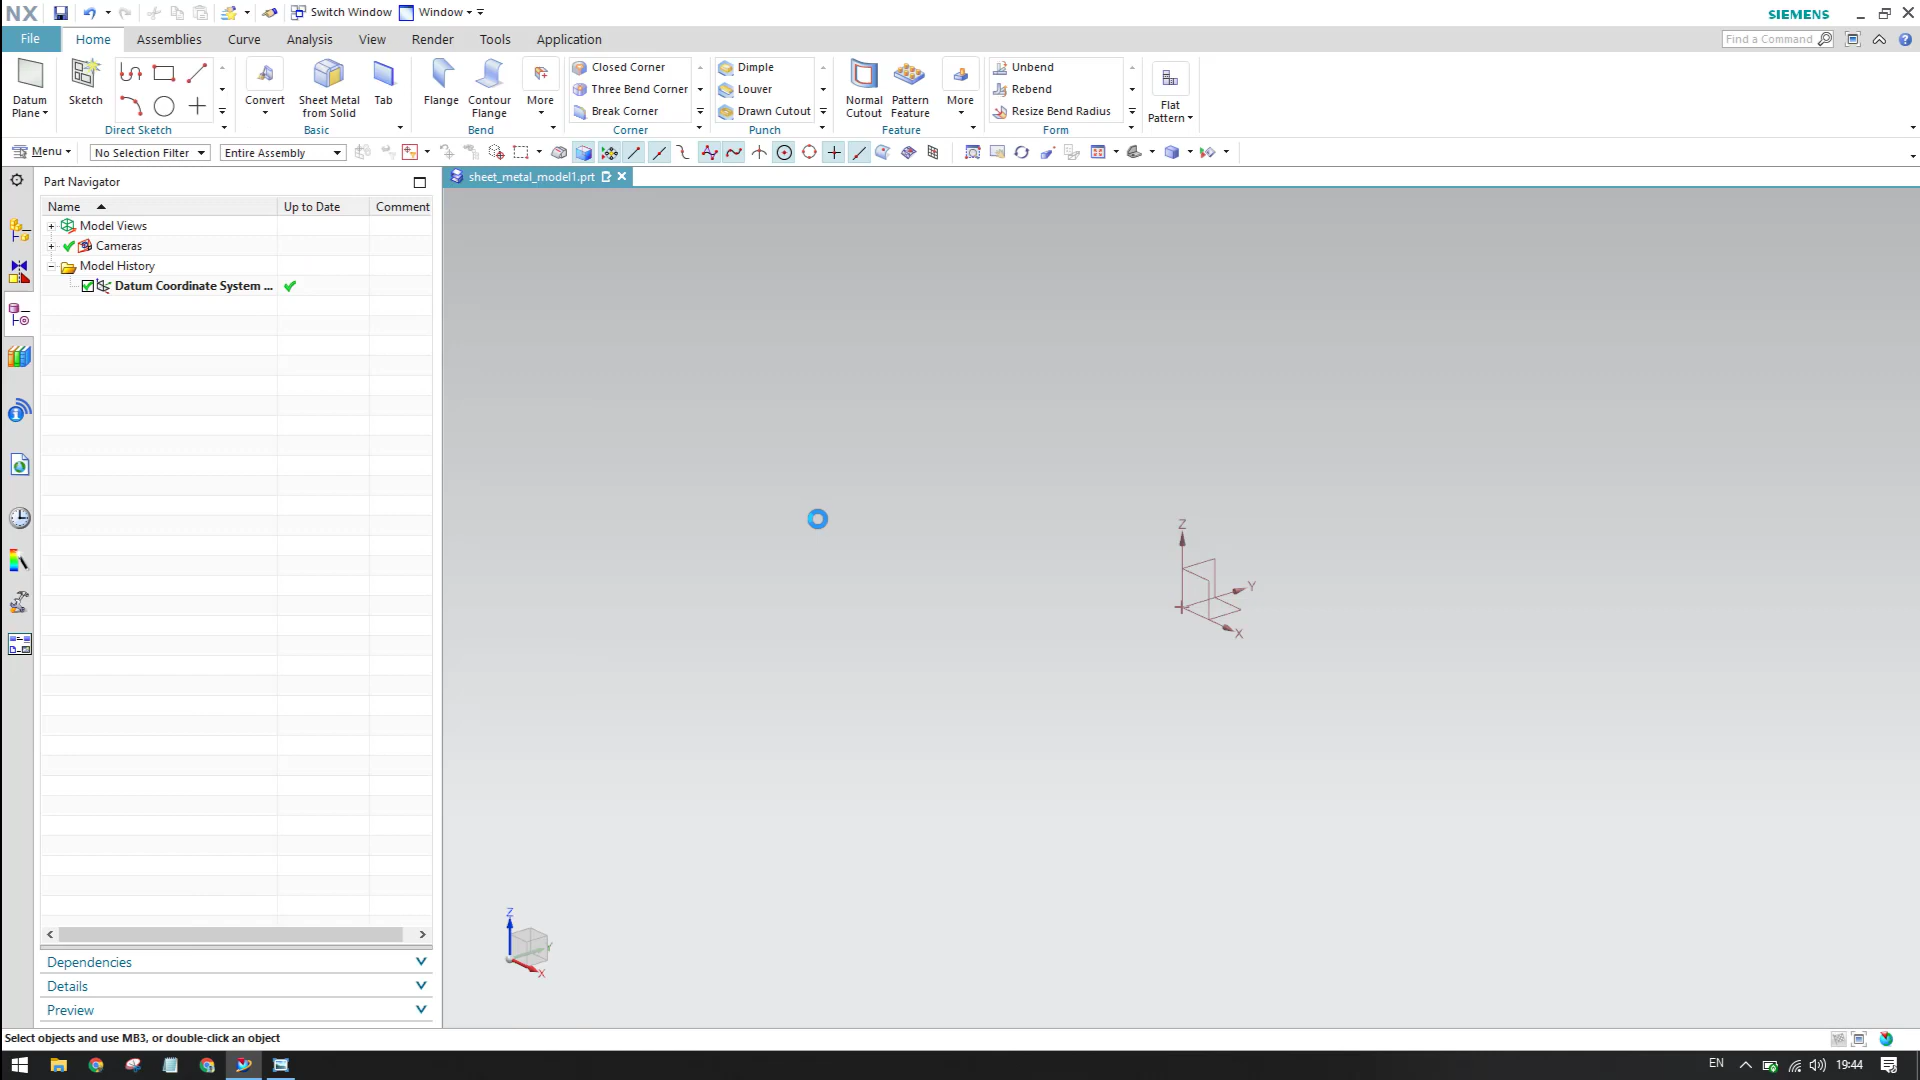 NX Switch Window Window SIEMENS
File Home Assemblies Curve Analysis View Render Tools Application Find a Command
Datum Plane
Sketch
Direct Sketch
Convert
Sheet Metal from Solid
Tab
Basic
Flange
Contour Flange
More
Bend
Closed Corner
Three Bend Corner
Break Corner
Corner
Dimple
Louver
Drawn Cutout
Punch
Normal Cutout
Pattern Feature
More
Feature
Unbend
Rebend
Resize Bend Radius
Form
Flat Pattern
Menu No Selection Filter Entire Assembly
Part Navigator
sheet_metal_model1.prt
Name Up to Date Comment
Model Views
Cameras
Model History
Datum Coordinate System ...
Z
Y
X
Z
Y
X
Dependencies
Details
Preview
Select objects and use MB3, or double-click an object
EN 19:44